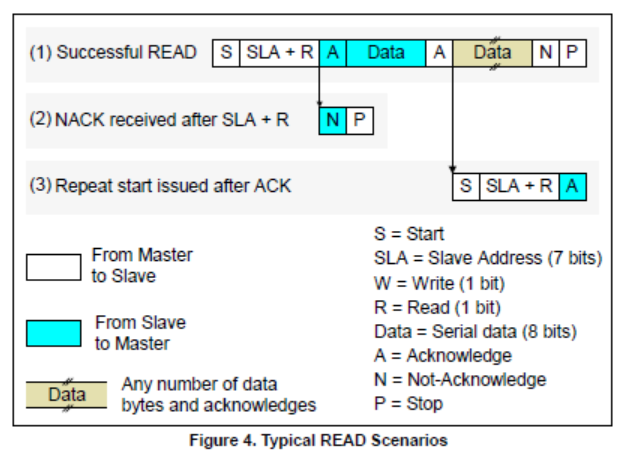 (1) Successful READ S SLA + R A Data A Data N P
(2) NACK received after SLA + R N P
(3) Repeat start issued after ACK S SLA + R A
From Master
to Slave
From Slave
to Master
Data Any number of data
bytes and acknowledges
S = Start
SLA = Slave Address (7 bits)
W = Write (1 bit)
R = Read (1 bit)
Data = Serial data (8 bits)
A = Acknowledge
N = Not-Acknowledge
P = Stop
Figure 4. Typical READ Scenarios